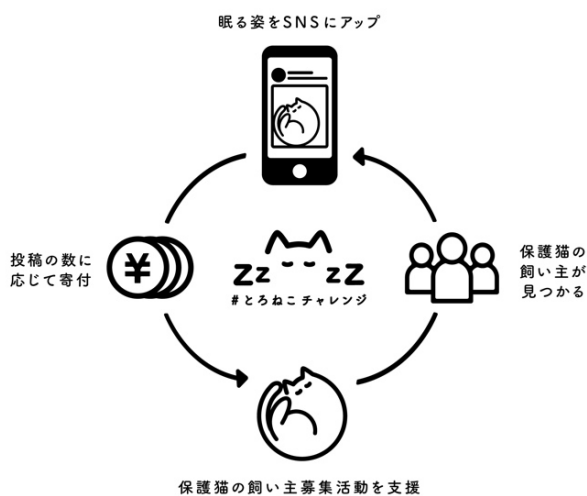 眠る姿をSNSにアップ
投稿の数に
応じて寄付
¥
zz zz
#とろねこチャレンジ
保護猫の
飼い主が
見つかる
保護猫の飼い主募集活動を支援